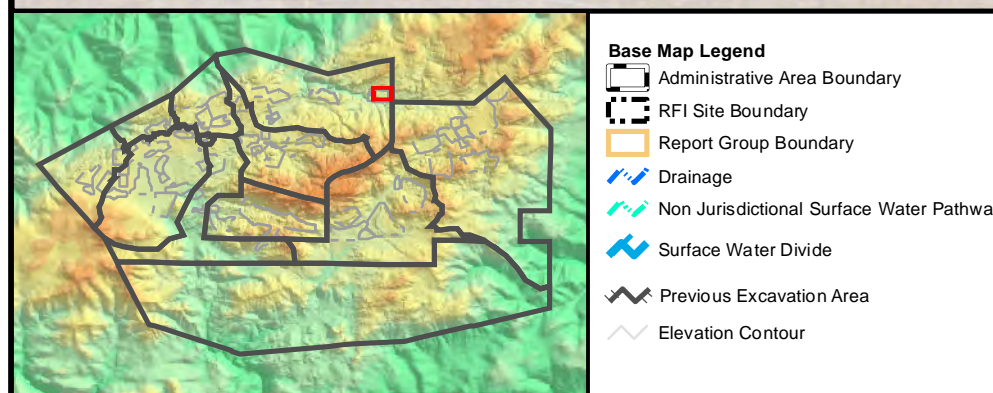 Base Map Legend
Administrative Area Boundary
RFI Site Boundary
Report Group Boundary
Drainage
Non Jurisdictional Surface Water Pathwa
Surface Water Divide
Previous Excavation Area
Elevation Contour